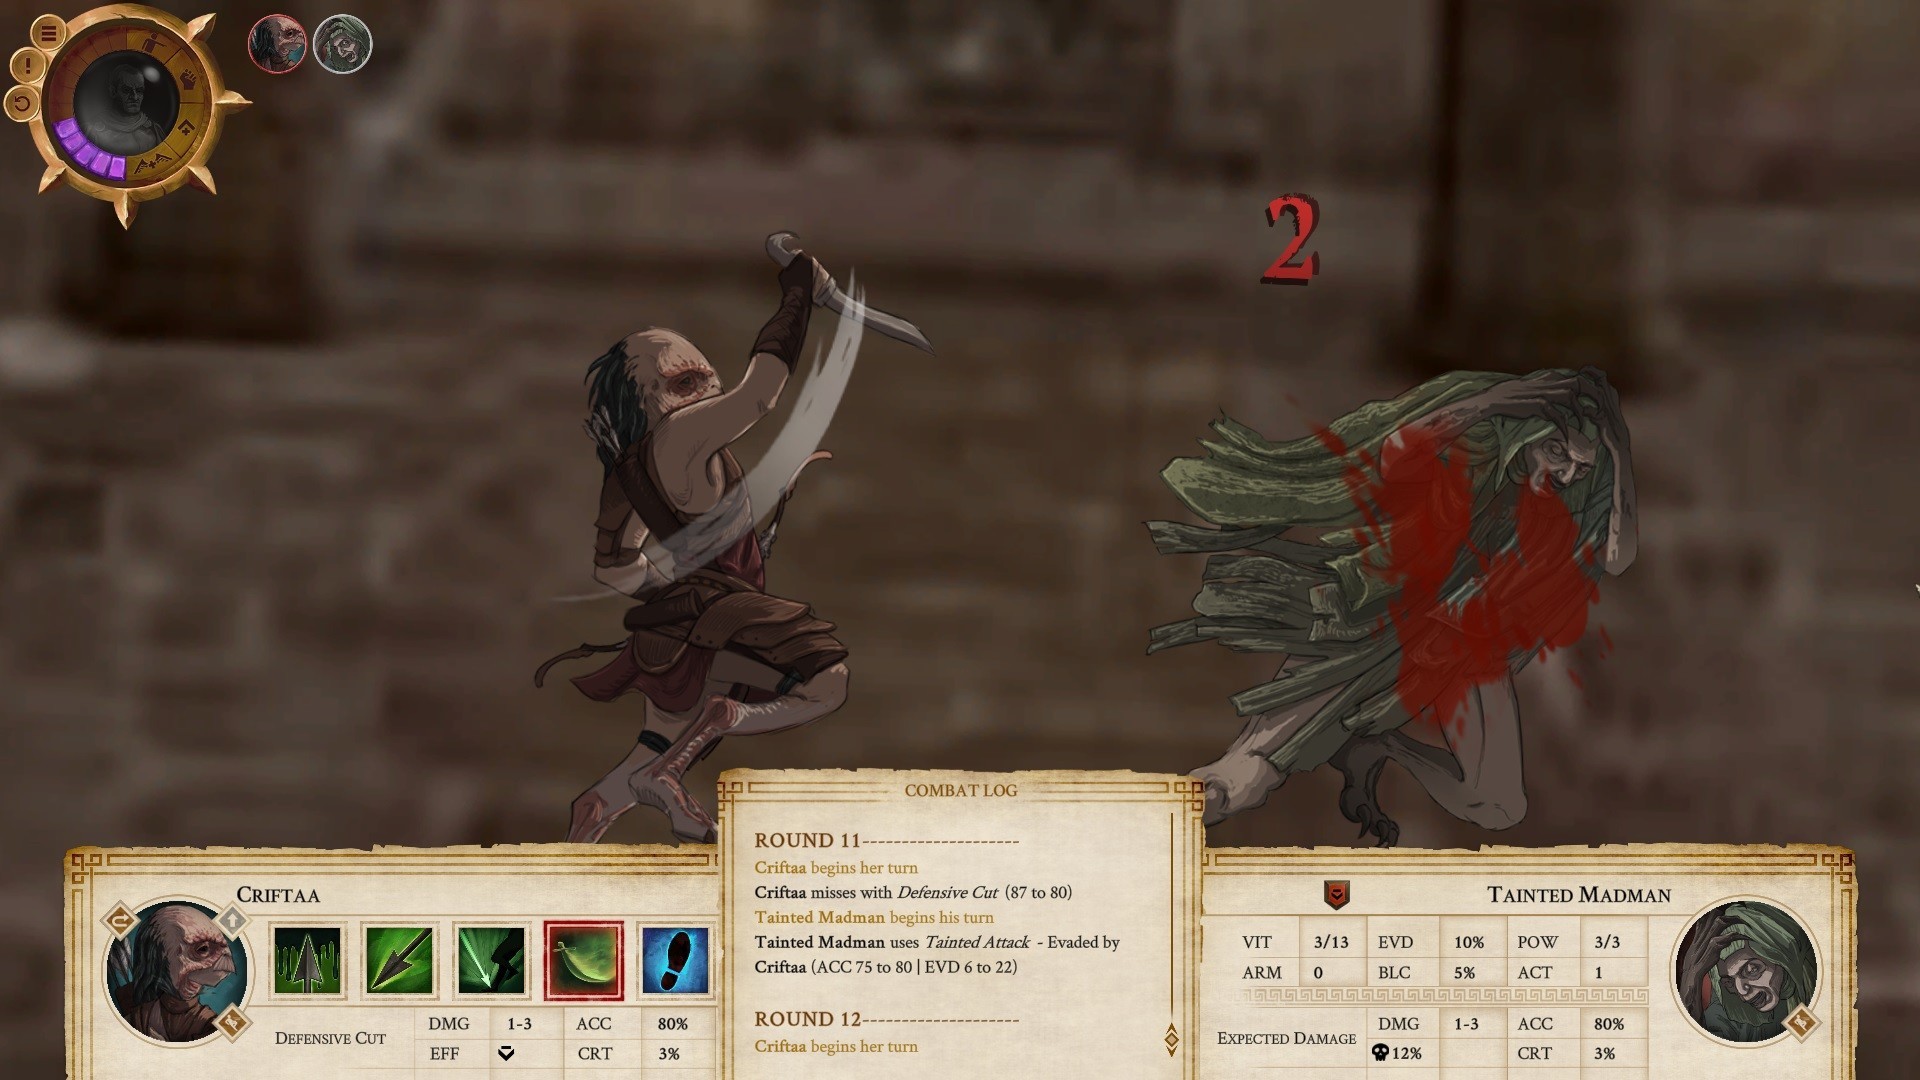 2
COMBAT LOG
ROUND 11--------------------
Criftaa begins her turn
Criftaa misses with Defensive Cut (87 to 80)
Tainted Madman begins his turn
Tainted Madman uses Tainted Attack - Evaded by
Criftaa (ACC 75 to 80 | EVD 6 to 22)
ROUND 12--------------------
Criftaa begins her turn
CRIFTAA
DEFENSIVE CUT
DMG 1-3 ACC 80%
EFF CRT 3%
TAINTED MADMAN
VIT 3/13 EVD 10% POW 3/3
ARM 0 BLC 5% ACT 1
EXPECTED DAMAGE
DMG 1-3 ACC 80%
12% CRT 3%